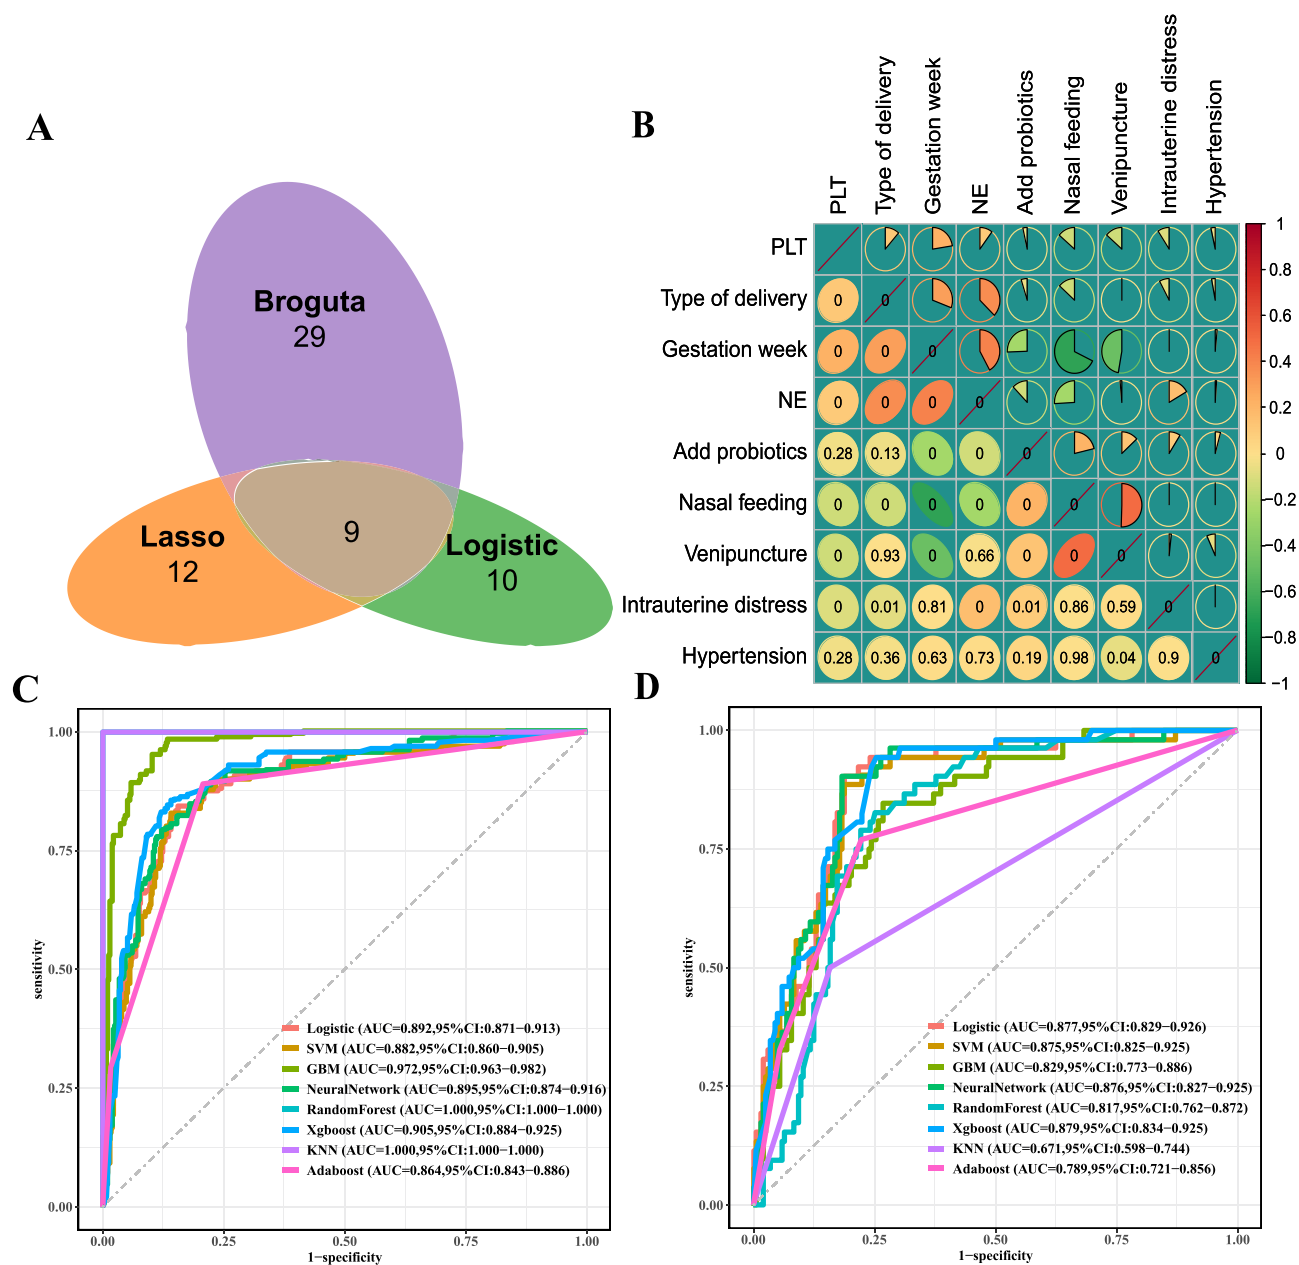 A
Broguta
29
Lasso
12
9
Logistic
10
B
PLT
Type of delivery
Gestation week
NE
Add probiotics
Nasal feeding
Venipuncture
Intrauterine distress
Hypertension
PLT
Type of delivery 0 0
Gestation week 0 0 0
NE 0 0 0 0
Add probiotics 0.28 0.13 0 0 0
Nasal feeding 0 0 0 0 0 0
Venipuncture 0 0.93 0 0.66 0 0 0
Intrauterine distress 0 0.01 0.81 0 0.01 0.86 0.59 0
Hypertension 0.28 0.36 0.63 0.73 0.19 0.98 0.04 0.9 0
1
0.8
0.6
0.4
0.2
0
−0.2
−0.4
−0.6
−0.8
−1
C
sensitivity
1.00
0.75
0.50
0.25
0.00
Logistic (AUC=0.892,95%CI:0.871−0.913)
SVM (AUC=0.882,95%CI:0.860−0.905)
GBM (AUC=0.972,95%CI:0.963−0.982)
NeuralNetwork (AUC=0.895,95%CI:0.874−0.916)
RandomForest (AUC=1.000,95%CI:1.000−1.000)
Xgboost (AUC=0.905,95%CI:0.884−0.925)
KNN (AUC=1.000,95%CI:1.000−1.000)
Adaboost (AUC=0.864,95%CI:0.843−0.886)
0.00 0.25 0.50 0.75 1.00
1−specificity
D
sensitivity
1.00
0.75
0.50
0.25
0.00
Logistic (AUC=0.877,95%CI:0.829−0.926)
SVM (AUC=0.875,95%CI:0.825−0.925)
GBM (AUC=0.829,95%CI:0.773−0.886)
NeuralNetwork (AUC=0.876,95%CI:0.827−0.925)
RandomForest (AUC=0.817,95%CI:0.762−0.872)
Xgboost (AUC=0.879,95%CI:0.834−0.925)
KNN (AUC=0.671,95%CI:0.598−0.744)
Adaboost (AUC=0.789,95%CI:0.721−0.856)
0.00 0.25 0.50 0.75 1.00
1−specificity